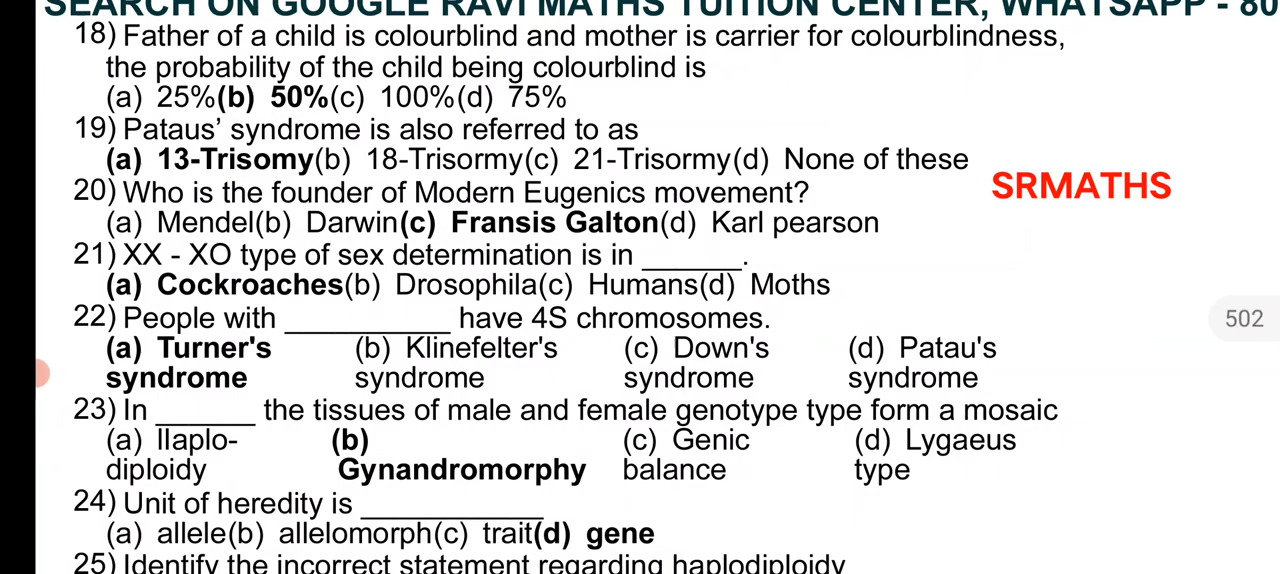 SEARCH ON GOOGLE RAVI MATHS TUITION CENTER, WHATSAPP - 80
18) Father of a child is colourblind and mother is carrier for colourblindness,
the probability of the child being colourblind is
(a) 25%(b) 50%(c) 100%(d) 75%
19) Pataus’ syndrome is also referred to as
(a) 13-Trisomy(b) 18-Trisormy(c) 21-Trisormy(d) None of these
SRMATHS
20) Who is the founder of Modern Eugenics movement?
(a) Mendel(b) Darwin(c) Fransis Galton(d) Karl pearson
21) XX - XO type of sex determination is in ______.
(a) Cockroaches(b) Drosophila(c) Humans(d) Moths
22) People with __________ have 4S chromosomes.
502
(a) Turner's (b) Klinefelter's (c) Down's (d) Patau's
syndrome syndrome syndrome syndrome
23) In ______ the tissues of male and female genotype type form a mosaic
(a) llaplo- (b) (c) Genic (d) Lygaeus
diploidy Gynandromorphy balance type
24) Unit of heredity is ___________
(a) allele(b) allelomorph(c) trait(d) gene
25) Identify the incorrect statement regarding haplodiploidy